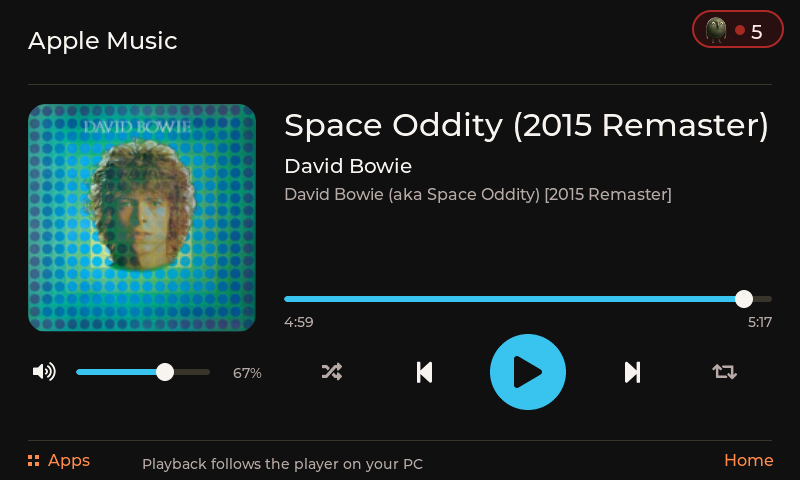 Apple Music
5
DAVID BOWIE
Space Oddity (2015 Remaster)
David Bowie
David Bowie (aka Space Oddity) [2015 Remaster]
4:59
5:17
67%
Apps
Playback follows the player on your PC
Home